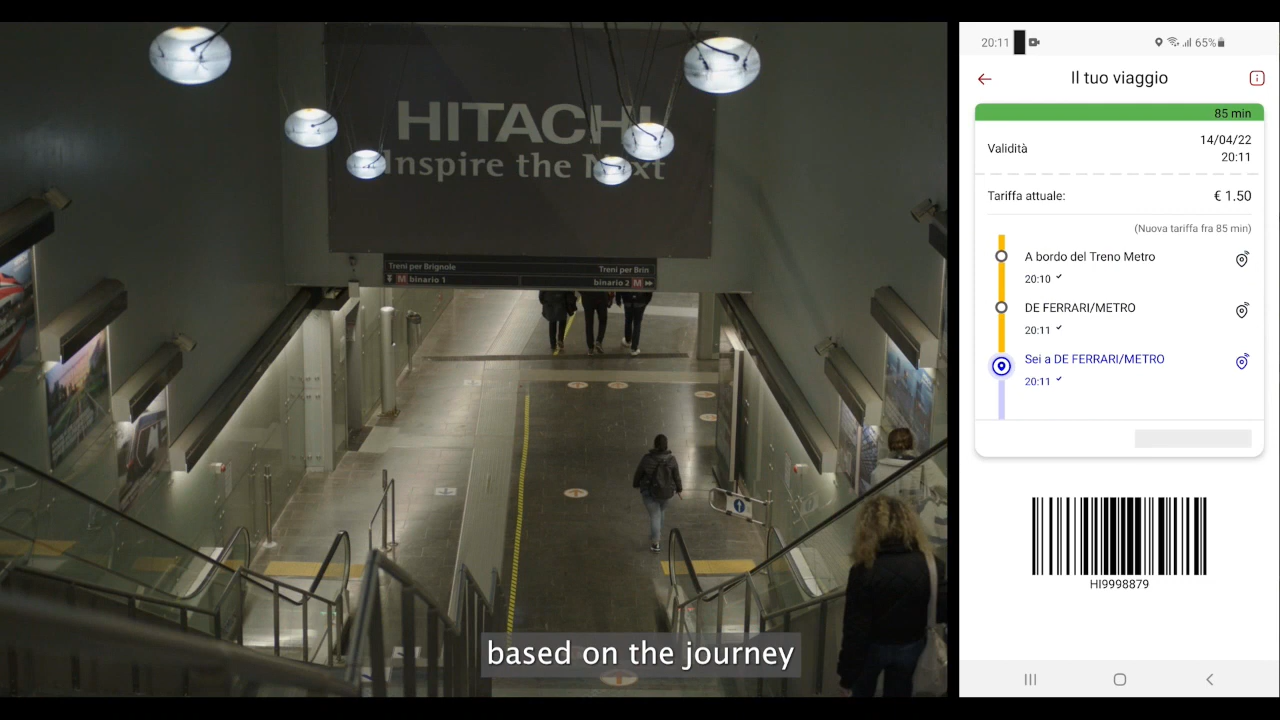 HITACHI
Inspire the Next
Treni per Brignole
Treni per Brin
M binario 1
binario 2 M
based on the journey
20:11
65%
Il tuo viaggio
85 min
Validità
14/04/22
20:11
Tariffa attuale:
€ 1.50
(Nuova tariffa fra 85 min)
A bordo del Treno Metro
20:10
DE FERRARI/METRO
20:11
Sei a DE FERRARI/METRO
20:11
HI9998879